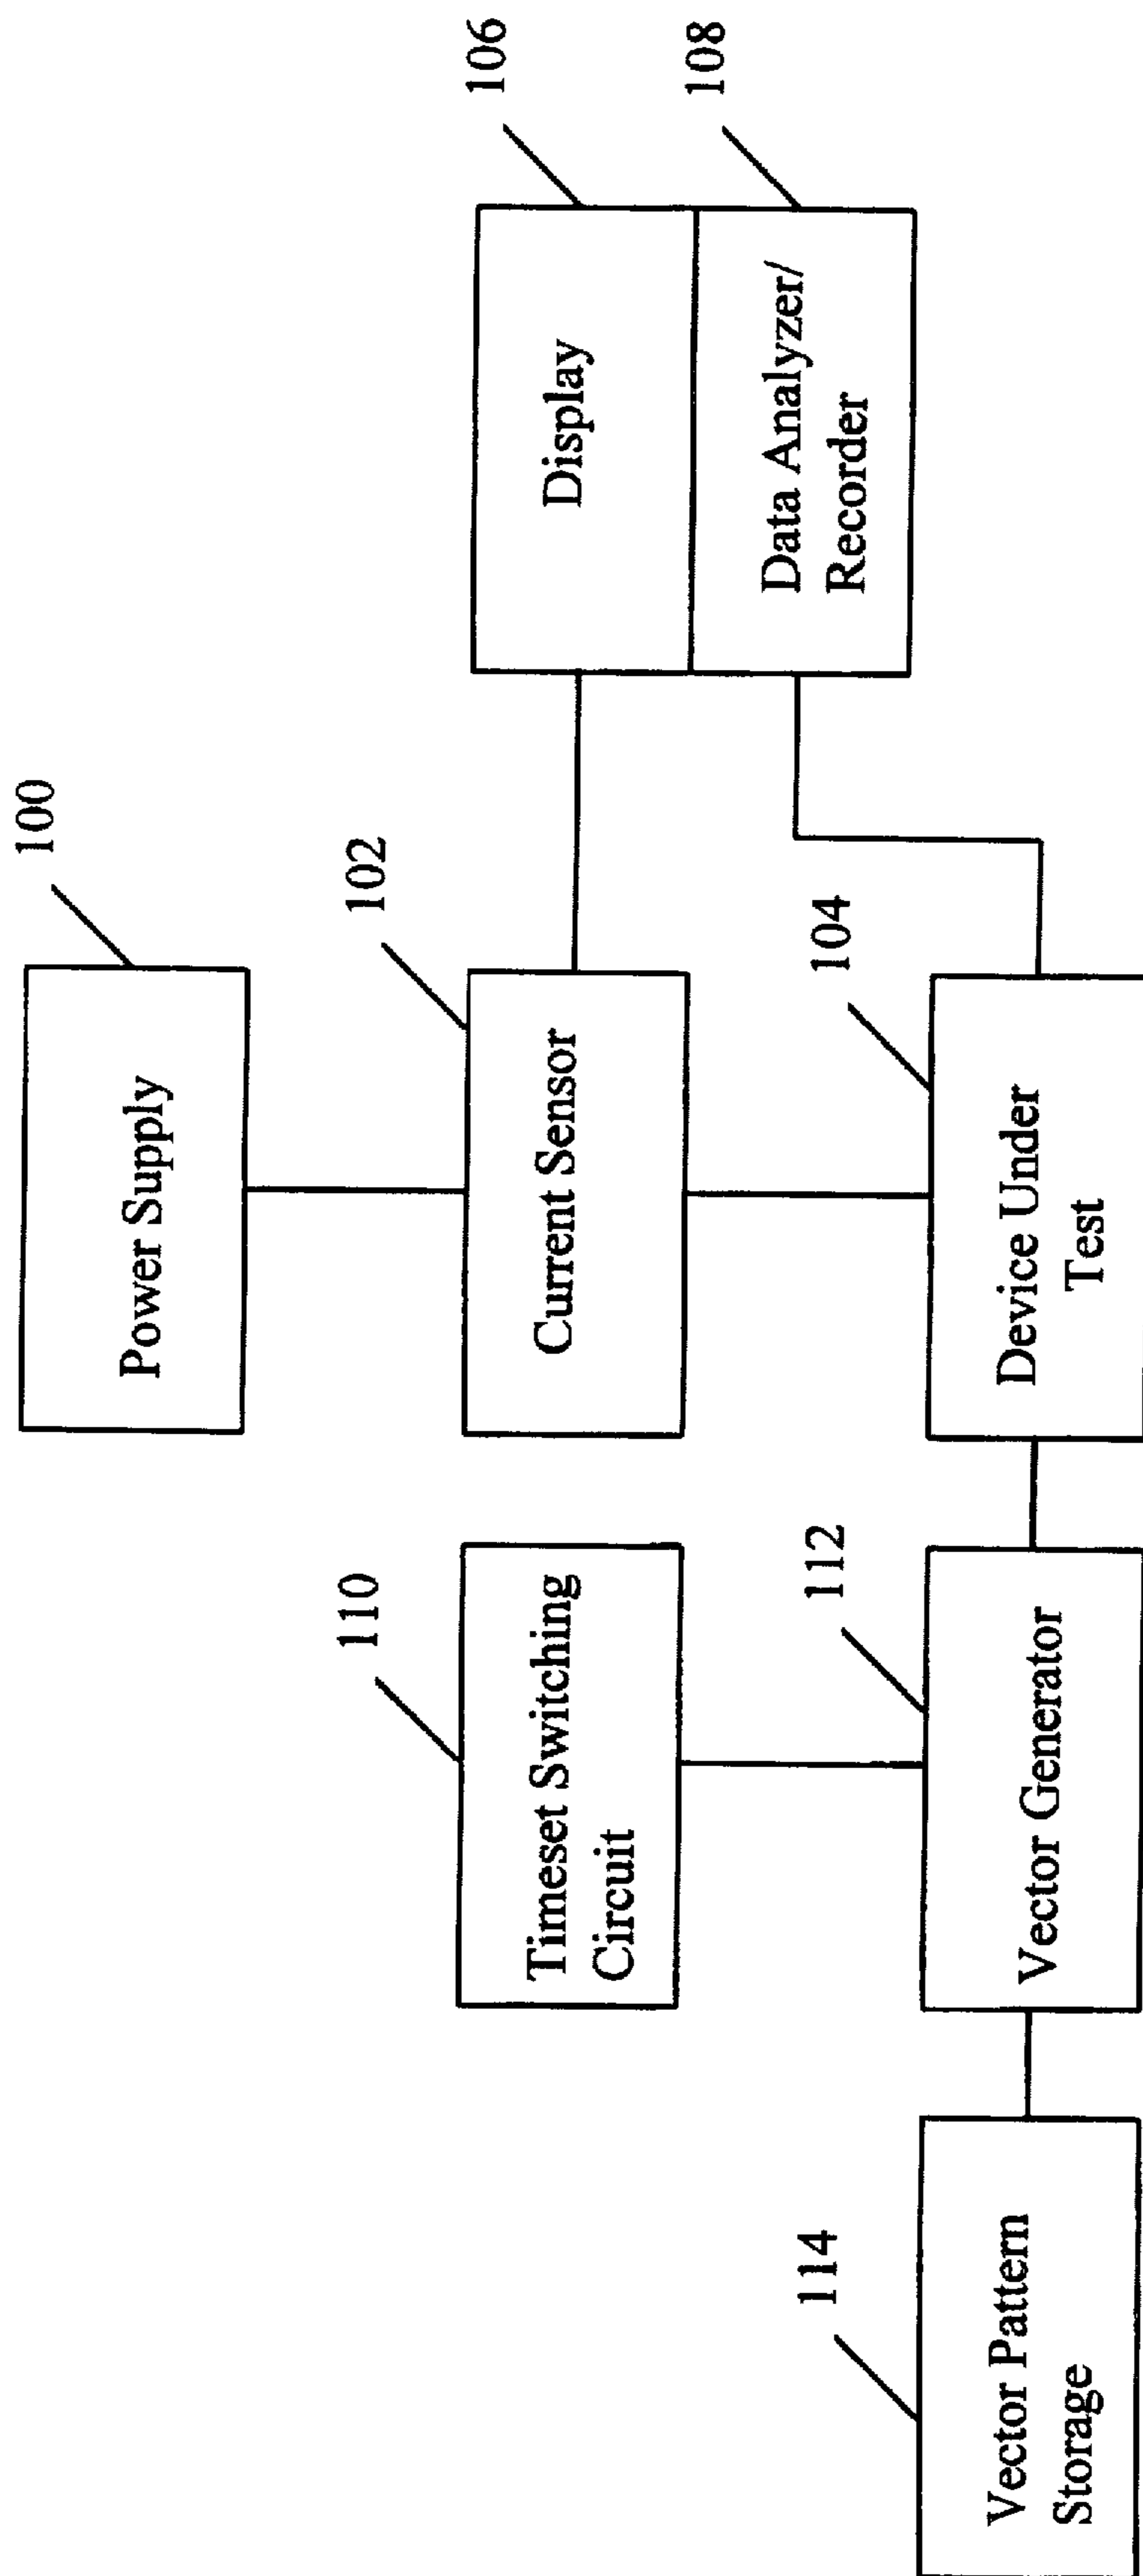 100
Power Supply
106
102
Current Sensor
Display
108
Data Analyzer/
Recorder
110
Timeset Switching
Circuit
104
Device Under
Test
112
Vector Generator
114
Vector Pattern
Storage